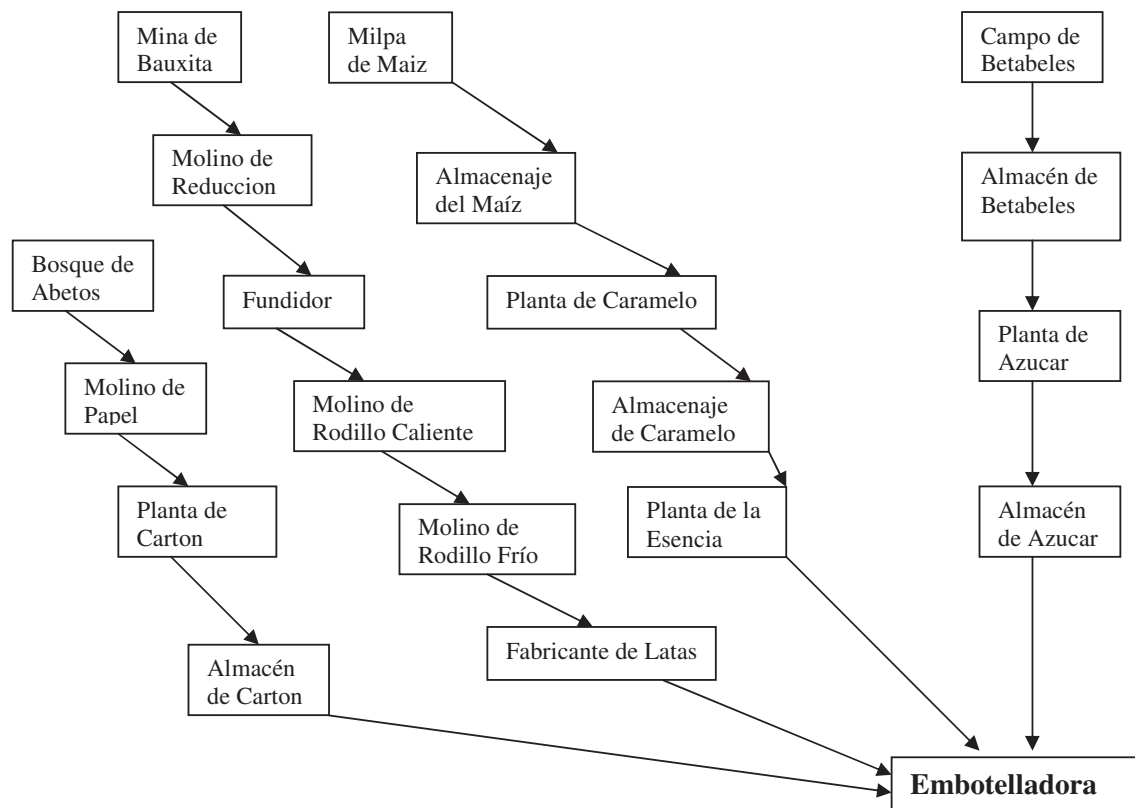 Mina de
Bauxita
Milpa
de Maiz
Campo de
Betabeles
Molino de
Reduccion
Almacenaje
del Maíz
Almacén de
Betabeles
Bosque de
Abetos
Fundidor
Planta de Caramelo
Planta de
Azucar
Molino de
Papel
Molino de
Rodillo Caliente
Almacenaje
de Caramelo
Planta de
Carton
Molino de
Rodillo Frío
Planta de la
Esencia
Almacén
de Azucar
Almacén
de Carton
Fabricante de Latas
Embotelladora